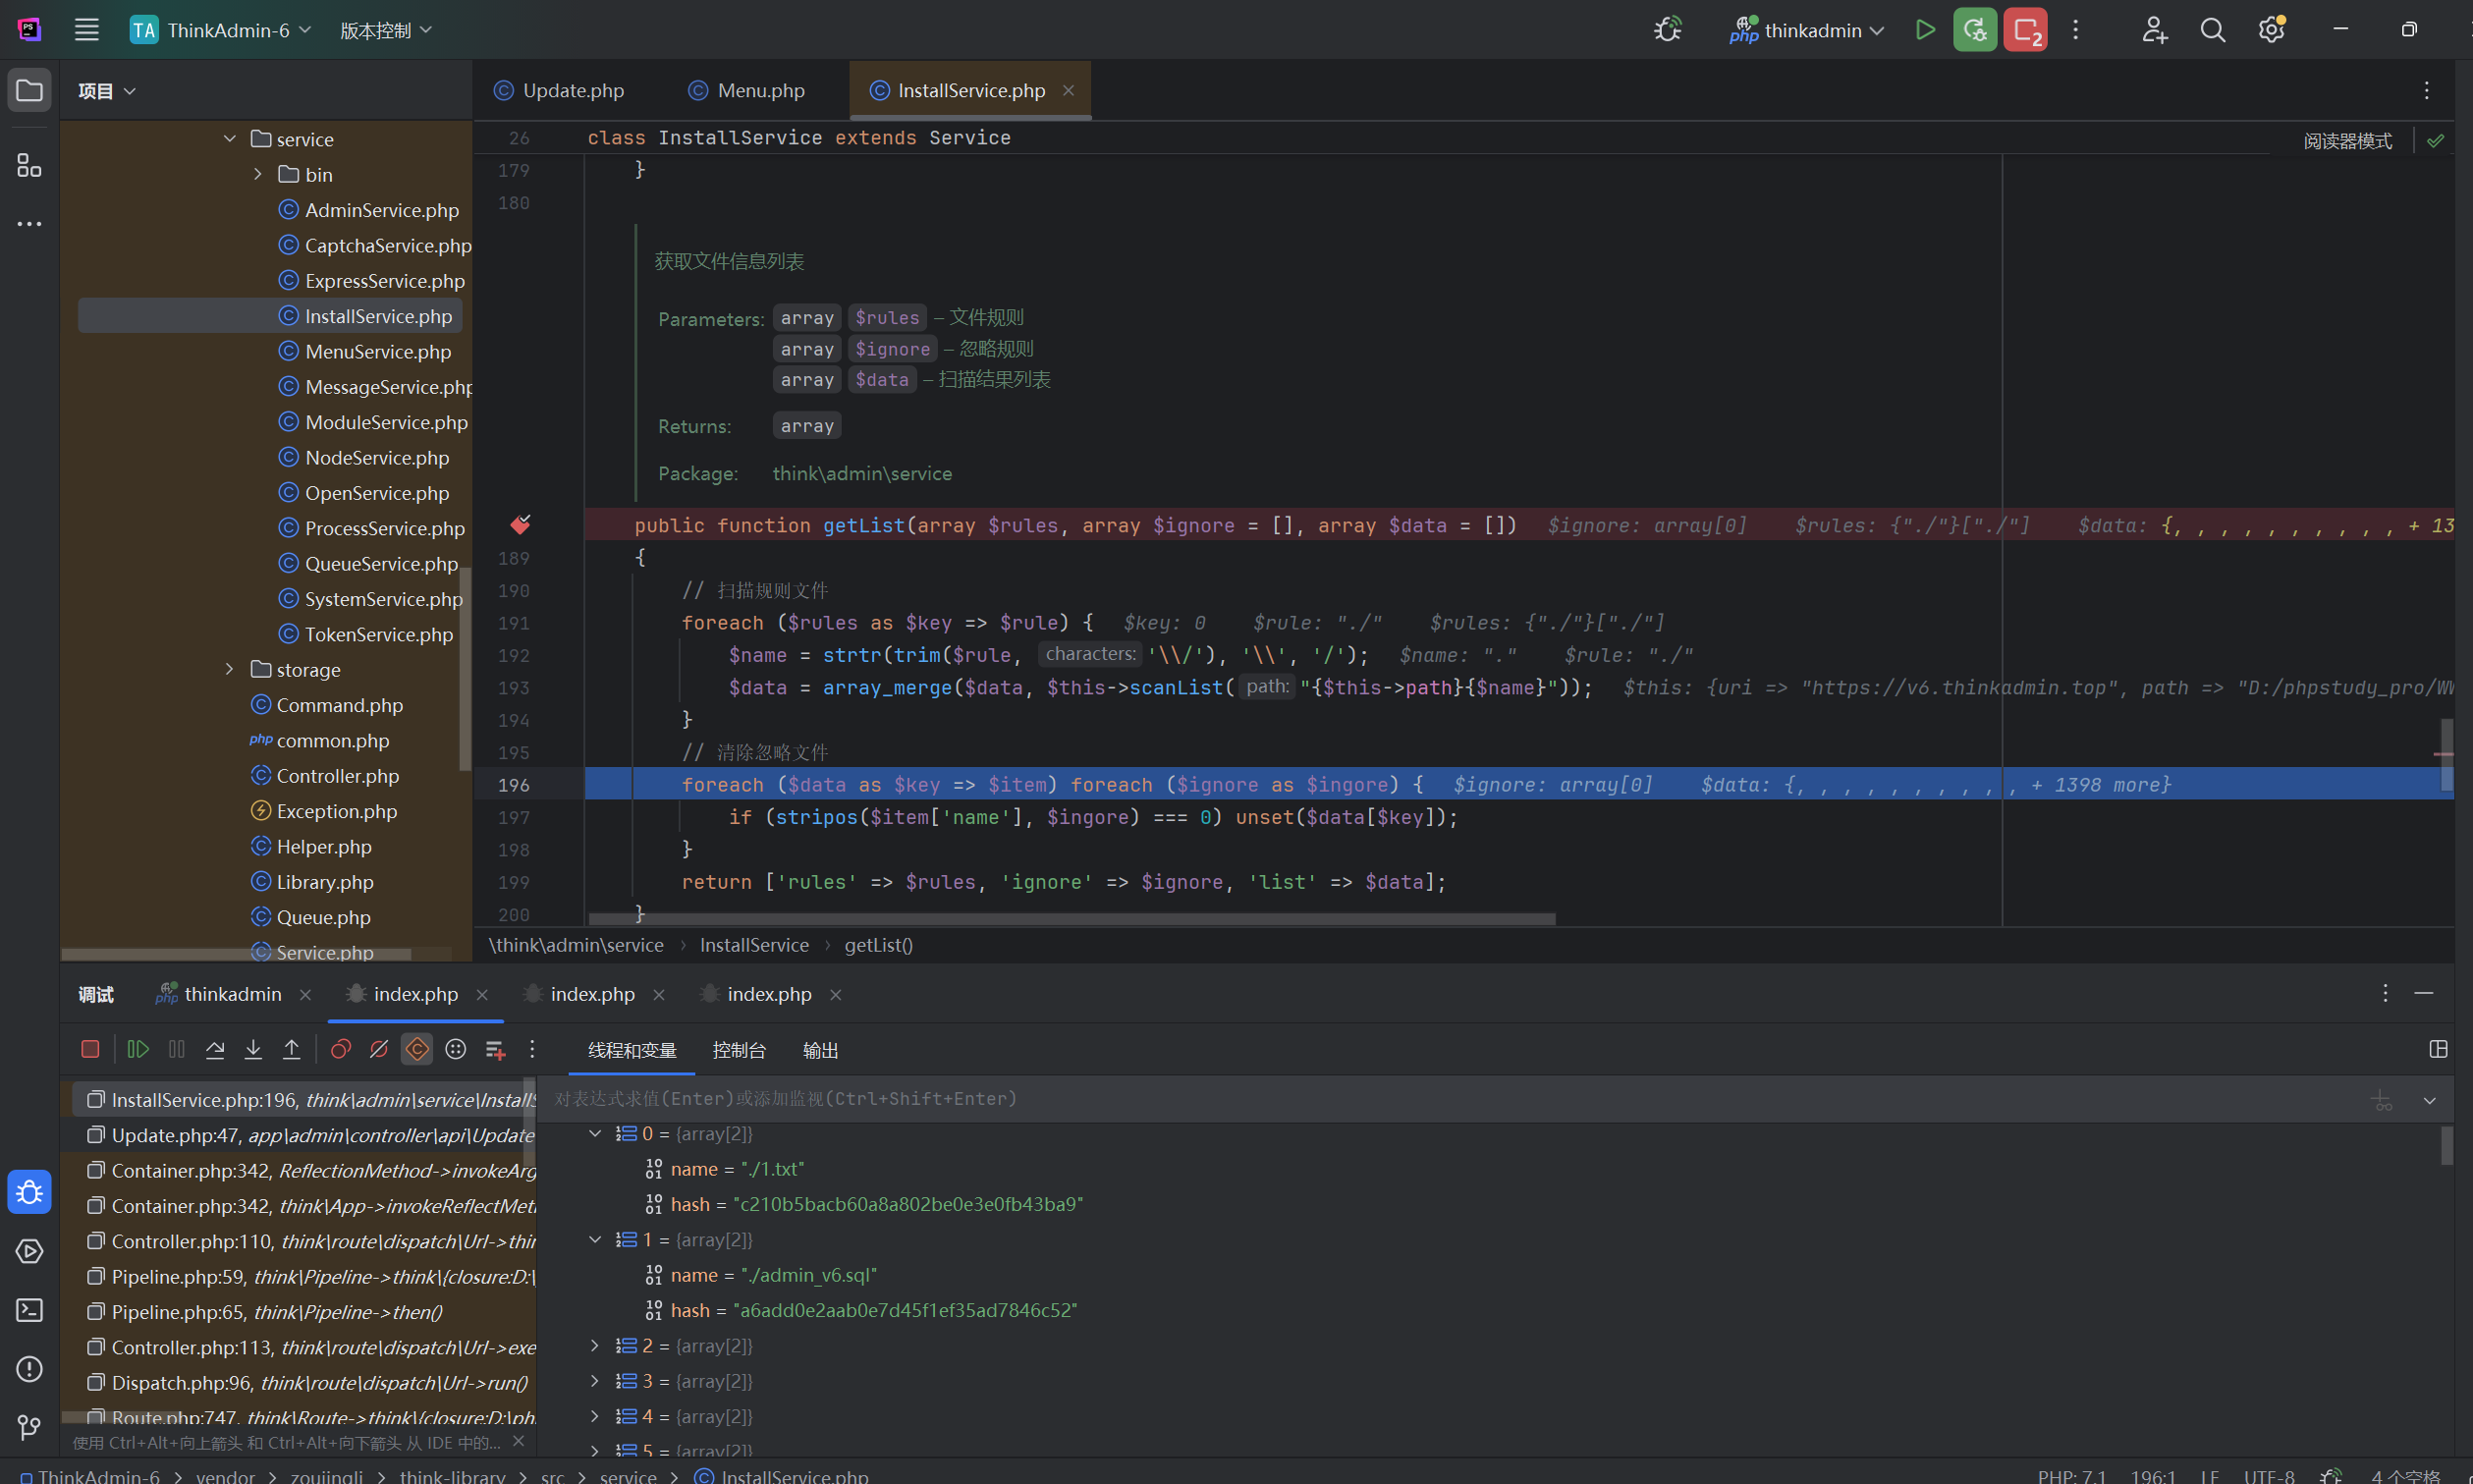 TA ThinkAdmin-6 版本控制 php thinkadmin 2
项目
service
bin
AdminService.php
CaptchaService.php
ExpressService.php
InstallService.php
MenuService.php
MessageService.php
ModuleService.php
NodeService.php
OpenService.php
ProcessService.php
QueueService.php
SystemService.php
TokenService.php
storage
Command.php
php common.php
Controller.php
Exception.php
Helper.php
Library.php
Queue.php
Service.php
Update.php Menu.php InstallService.php
26 class InstallService extends Service
阅读器模式
179 }
180
获取文件信息列表
Parameters: array $rules – 文件规则
array $ignore – 忽略规则
array $data – 扫描结果列表
Returns: array
Package: think\admin\service
public function getList(array $rules, array $ignore = [], array $data = []) $ignore: array[0] $rules: {"./"}["./"] $data: {, , , , , , , , , , + 13
189 {
190 // 扫描规则文件
191 foreach ($rules as $key => $rule) { $key: 0 $rule: "./" $rules: {"./"}["./"]
192 $name = strtr(trim($rule, characters: '\\/'), '\\', '/'); $name: "." $rule: "./"
193 $data = array_merge($data, $this->scanList( path: "{$this->path}{$name}")); $this: {uri => "https://v6.thinkadmin.top", path => "D:/phpstudy_pro/WW
194 }
195 // 清除忽略文件
196 foreach ($data as $key => $item) foreach ($ignore as $ingore) { $ignore: array[0] $data: {, , , , , , , , , , + 1398 more}
197 if (stripos($item['name'], $ingore) === 0) unset($data[$key]);
198 }
199 return ['rules' => $rules, 'ignore' => $ignore, 'list' => $data];
200 }
\think\admin\service › InstallService › getList()
调试 php thinkadmin index.php index.php index.php
线程和变量 控制台 输出
InstallService.php:196, think\admin\service\InstallS
Update.php:47, app\admin\controller\api\Update
Container.php:342, ReflectionMethod->invokeArg
Container.php:342, think\App->invokeReflectMet
Controller.php:110, think\route\dispatch\Url->thin
Pipeline.php:59, think\Pipeline->think\{closure:D:\
Pipeline.php:65, think\Pipeline->then()
Controller.php:113, think\route\dispatch\Url->exe
Dispatch.php:96, think\route\dispatch\Url->run()
Route.php:747, think\Route->think\{closure:D:\ph
使用 Ctrl+Alt+向上箭头 和 Ctrl+Alt+向下箭头 从 IDE 中的...
对表达式求值(Enter)或添加监视(Ctrl+Shift+Enter)
0 = {array[2]}
name = "./1.txt"
hash = "c210b5bacb60a8a802be0e3e0fb43ba9"
1 = {array[2]}
name = "./admin_v6.sql"
hash = "a6add0e2aab0e7d45f1ef35ad7846c52"
2 = {array[2]}
3 = {array[2]}
4 = {array[2]}
5 = {array[2]}
ThinkAdmin-6 › vendor › zoujingli › think-library › src › service › InstallService.php
PHP: 7.1 196:1 LF UTF-8 4 个空格